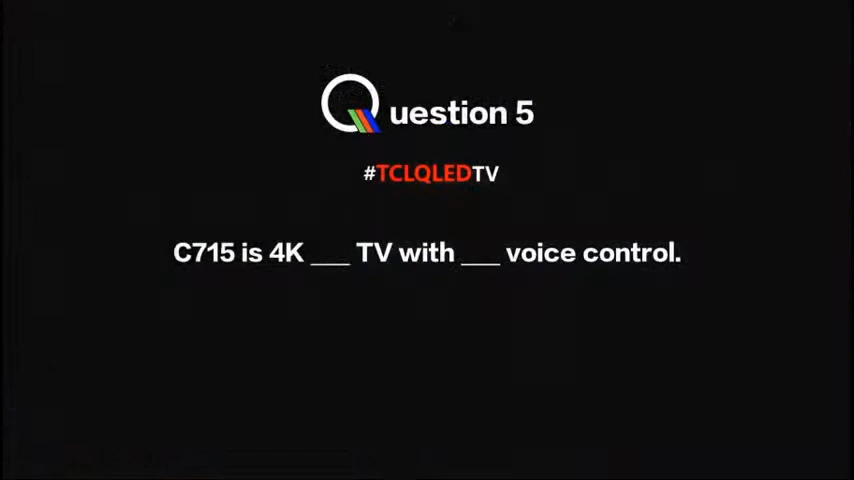 Question 5
#TCLQLEDTV
C715 is 4K ___ TV with ___ voice control.